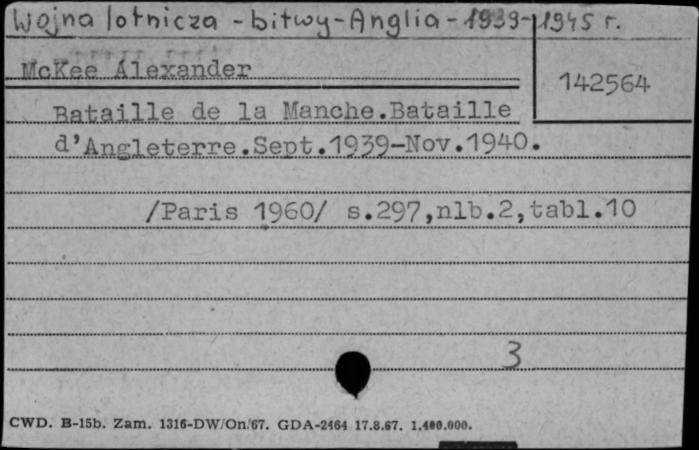 Wojna lotnicza - bitwy - Anglia - 1939-1945 r.
McKee Alexander
142564
Bataille de la Manche.Bataille
d'Angleterre.Sept.1939-Nov.1940.
/Paris 1960/ s.297,nlb.2,tabl.10
3
CWD. B-15b. Zam. 1316-DW/On/67. GDA-2464 17.8.67. 1.400.000.